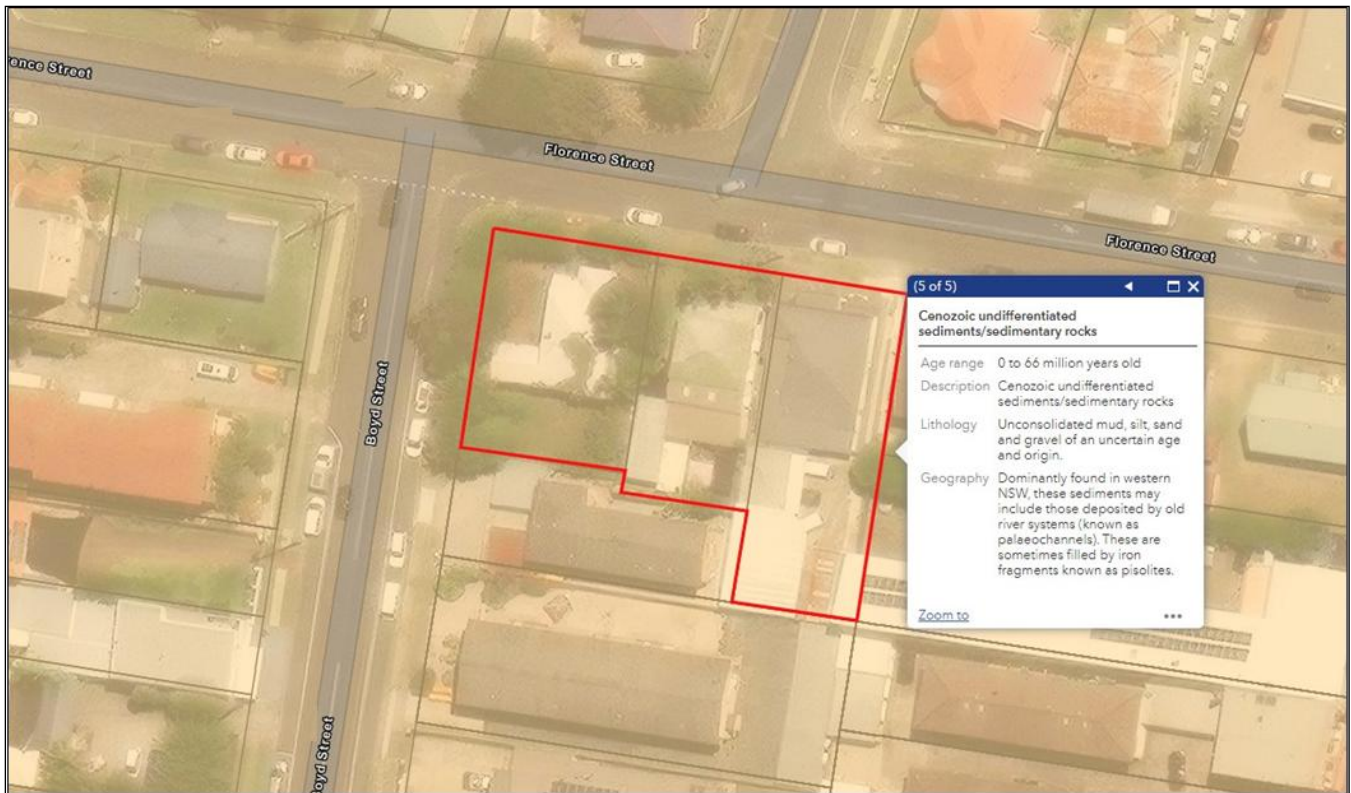 ence Street
Florence Street
Florence Street
Boyd Street
oyd Street
(5 of 5)
Cenozoic undifferentiated
sediments/sedimentary rocks
Age range 0 to 66 million years old
Description Cenozoic undifferentiated
sediments/sedimentary rocks
Lithology Unconsolidated mud, silt, sand
and gravel of an uncertain age
and origin.
Geography Dominantly found in western
NSW, these sediments may
include those deposited by old
river systems (known as
palaeochannels). These are
sometimes filled by iron
fragments known as pisolites.
Zoom to